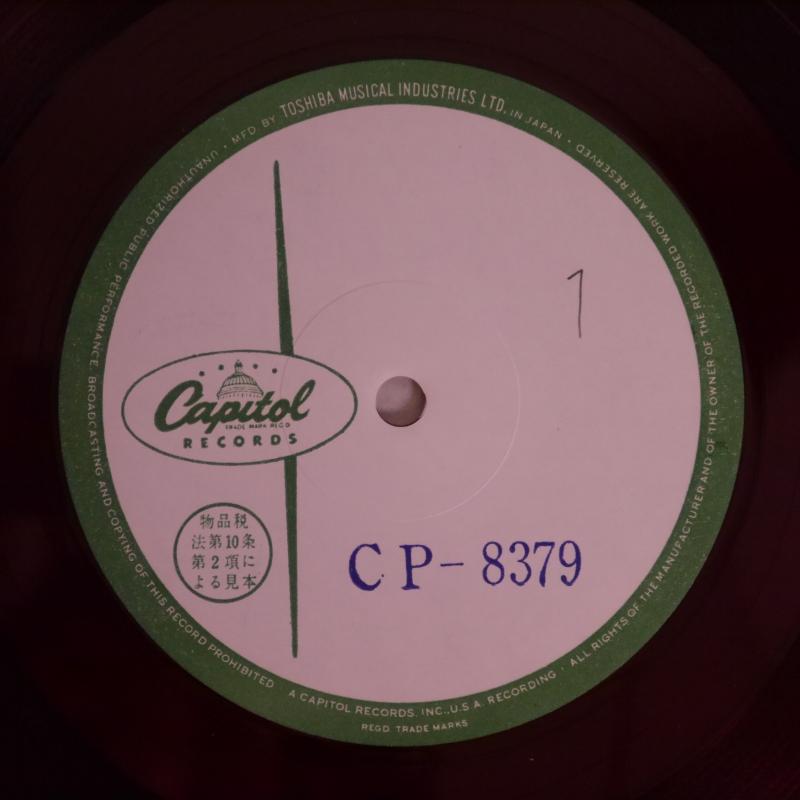 MFD BY TOSHIBA MUSICAL INDUSTRIES LTD, IN JAPAN · ALL RIGHTS OF THE MANUFACTURER AND OF THE OWNER OF THE RECORDED WORK ARE RESERVED ·
UNAUTHORIZED PUBLIC PERFORMANCE. BROADCASTING AND COPYING OF THIS RECORD PROHIBITED
A CAPITOL RECORDS, INC., U.S.A. RECORDING ·
REGD. TRADE MARKS
1
Capitol
TRADE MARK REGD
RECORDS
物品税
法第10条
第2項に
よる見本
CP-8379